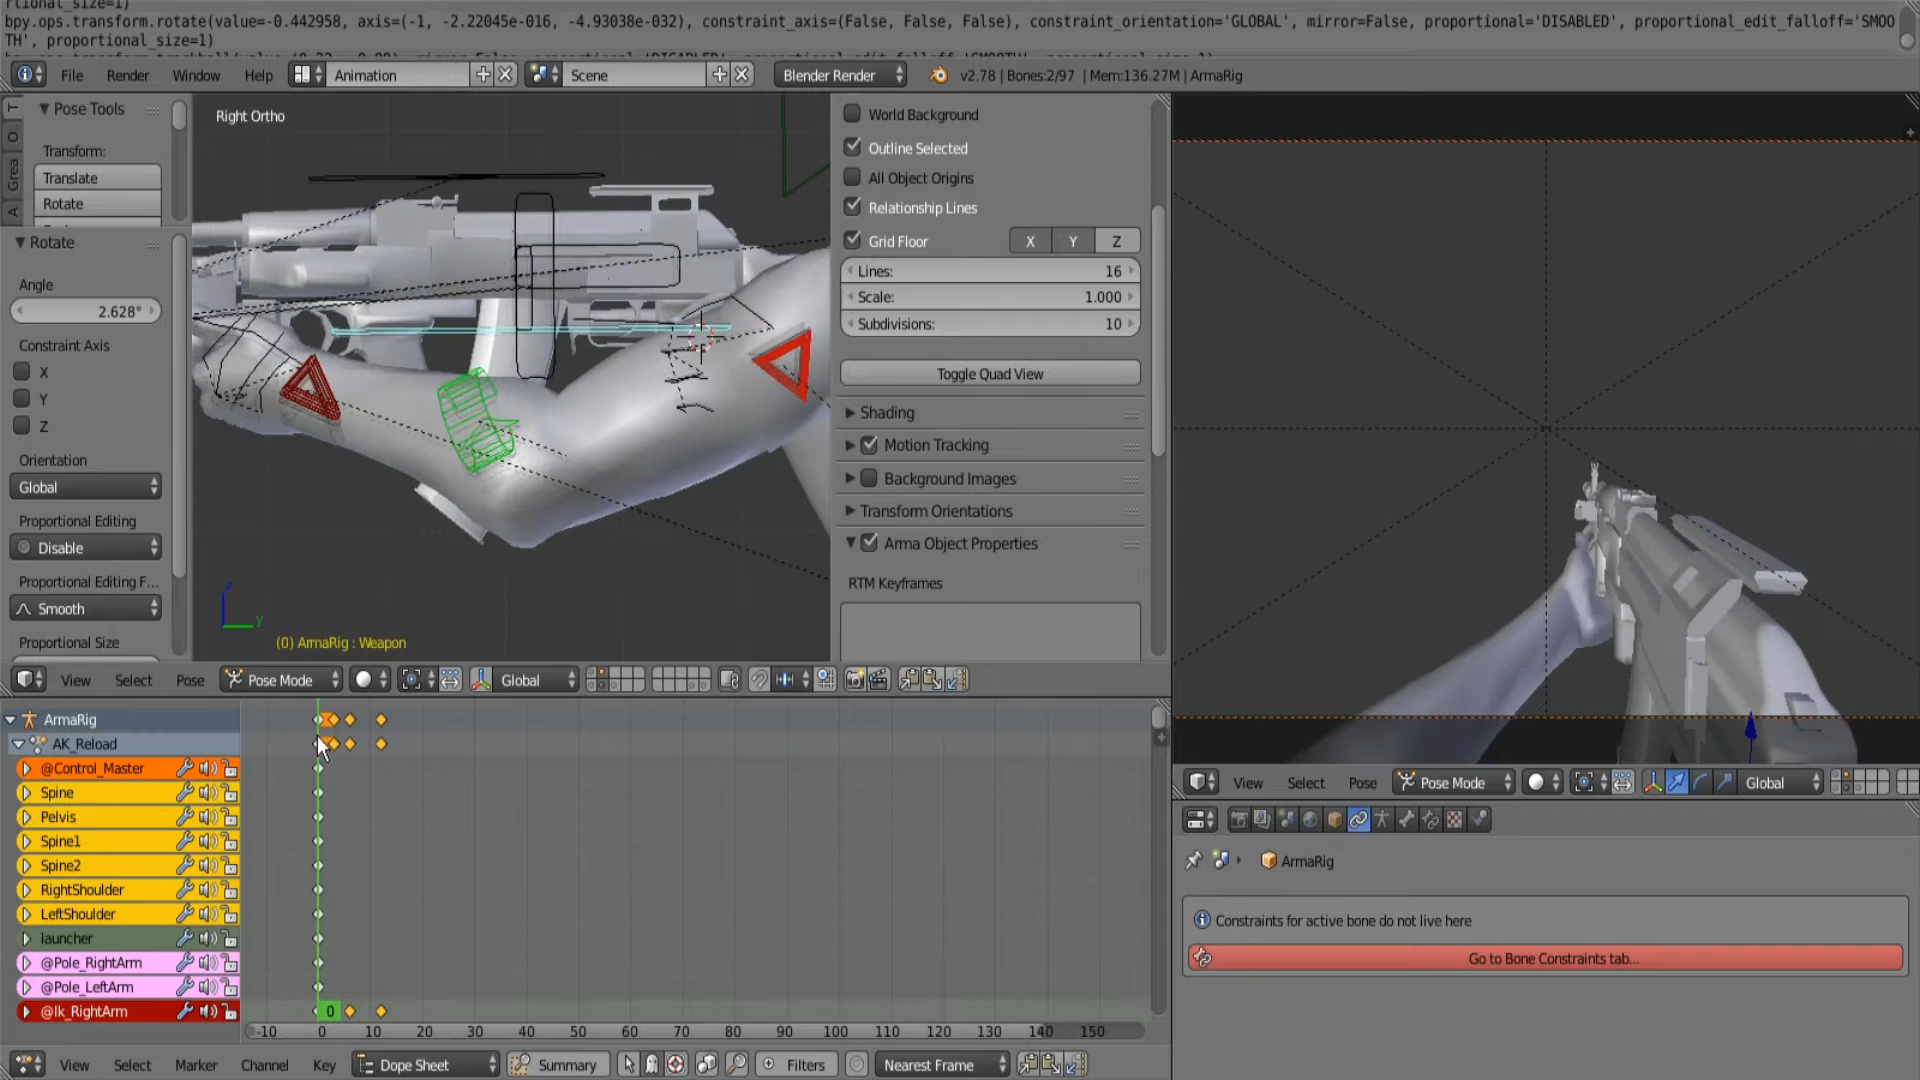 rtional_size=1)
bpy.ops.transform.rotate(value=-0.442958, axis=(-1, -2.22045e-016, -4.93038e-032), constraint_axis=(False, False, False), constraint_orientation='GLOBAL', mirror=False, proportional='DISABLED', proportional_edit_falloff='SMOO
TH', proportional_size=1)
File Render Window Help Animation Scene Blender Render v2.78 | Bones:2/97 | Mem:136.27M | ArmaRig
Pose Tools
Transform:
Translate
Rotate
Rotate
Angle
2.628°
Constraint Axis
X
Y
Z
Orientation
Global
Proportional Editing
Disable
Proportional Editing F...
Smooth
Proportional Size
T
O
Grea
A
Right Ortho
z
y
(0) ArmaRig : Weapon
World Background
Outline Selected
All Object Origins
Relationship Lines
Grid Floor X Y Z
Lines: 16
Scale: 1.000
Subdivisions: 10
Toggle Quad View
Shading
Motion Tracking
Background Images
Transform Orientations
Arma Object Properties
RTM Keyframes
View Select Pose Pose Mode Global
ArmaRig
AK_Reload
@Control_Master
Spine
Pelvis
Spine1
Spine2
RightShoulder
LeftShoulder
launcher
@Pole_RightArm
@Pole_LeftArm
@Ik_RightArm
0
-10 0 10 20 30 40 50 60 70 80 90 100 110 120 130 140 150
View Select Marker Channel Key Dope Sheet Summary Filters Nearest Frame
View Select Pose Pose Mode Global
ArmaRig
Constraints for active bone do not live here
Go to Bone Constraints tab...